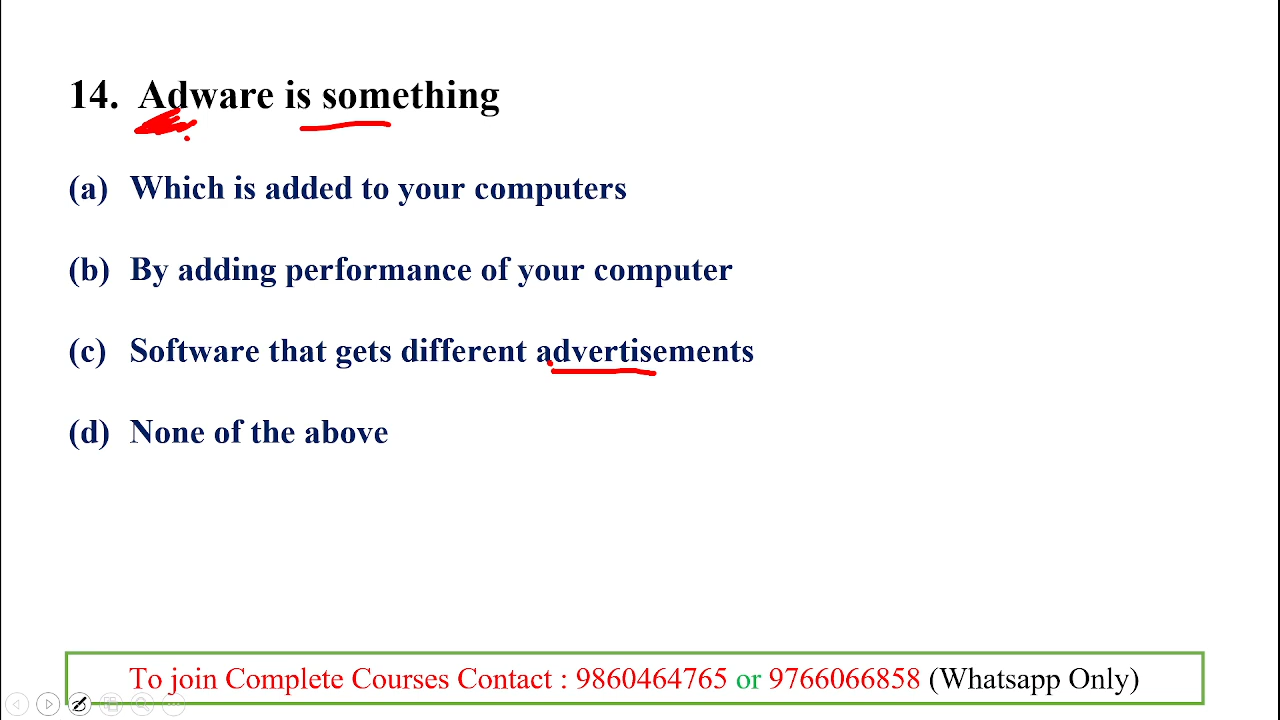 14. Adware is something
(a) Which is added to your computers
(b) By adding performance of your computer
(c) Software that gets different advertisements
(d) None of the above
To join Complete Courses Contact : 9860464765 or 9766066858 (Whatsapp Only)